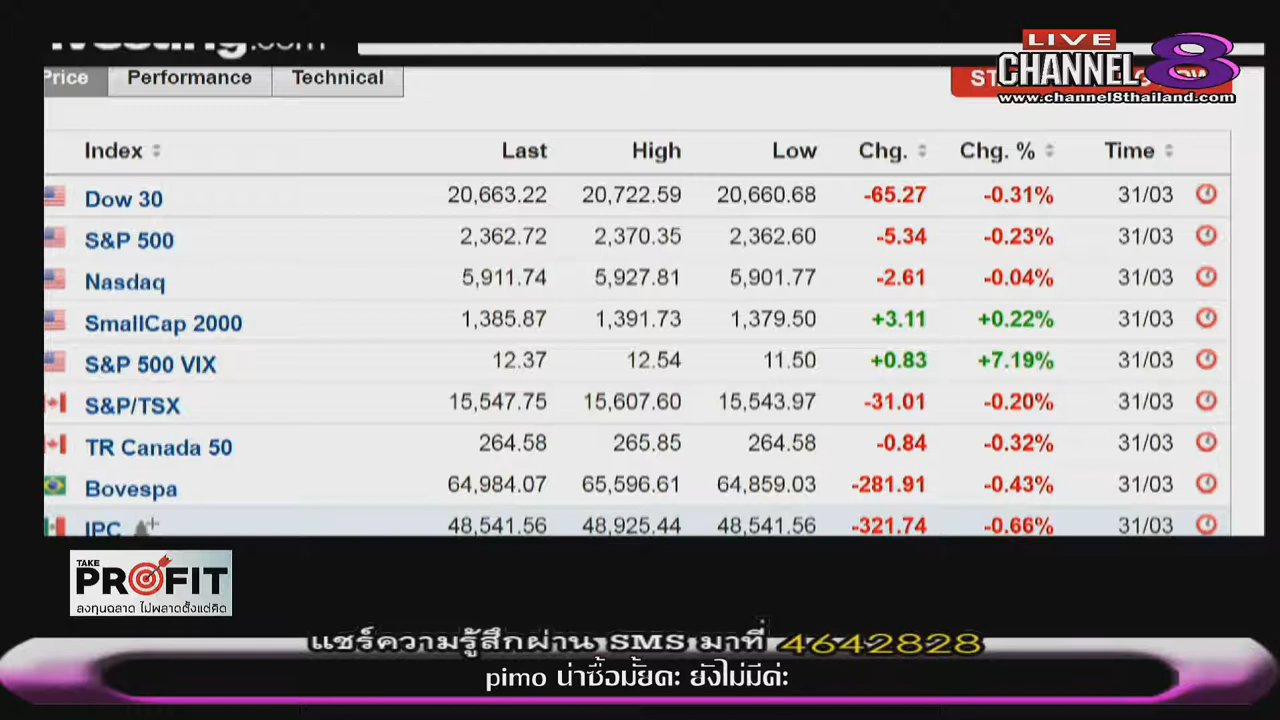 Investing.com
LIVE
CHANNEL 8
www.channel8thailand.com
Price Performance Technical
Index Last High Low Chg. Chg. % Time
Dow 30 20,663.22 20,722.59 20,660.68 -65.27 -0.31% 31/03
S&P 500 2,362.72 2,370.35 2,362.60 -5.34 -0.23% 31/03
Nasdaq 5,911.74 5,927.81 5,901.77 -2.61 -0.04% 31/03
SmallCap 2000 1,385.87 1,391.73 1,379.50 +3.11 +0.22% 31/03
S&P 500 VIX 12.37 12.54 11.50 +0.83 +7.19% 31/03
S&P/TSX 15,547.75 15,607.60 15,543.97 -31.01 -0.20% 31/03
TR Canada 50 264.58 265.85 264.58 -0.84 -0.32% 31/03
Bovespa 64,984.07 65,596.61 64,859.03 -281.91 -0.43% 31/03
IPC 48,541.56 48,925.44 48,541.56 -321.74 -0.66% 31/03
TAKE
PROFIT
ลงทุนฉลาด ไม่พลาดตั้งแต่คิด
แชร์ความรู้สึกผ่าน SMS มาที่ 4642828
pimo น่าซื้อมั้ยคะ ยังไม่มีค่ะ